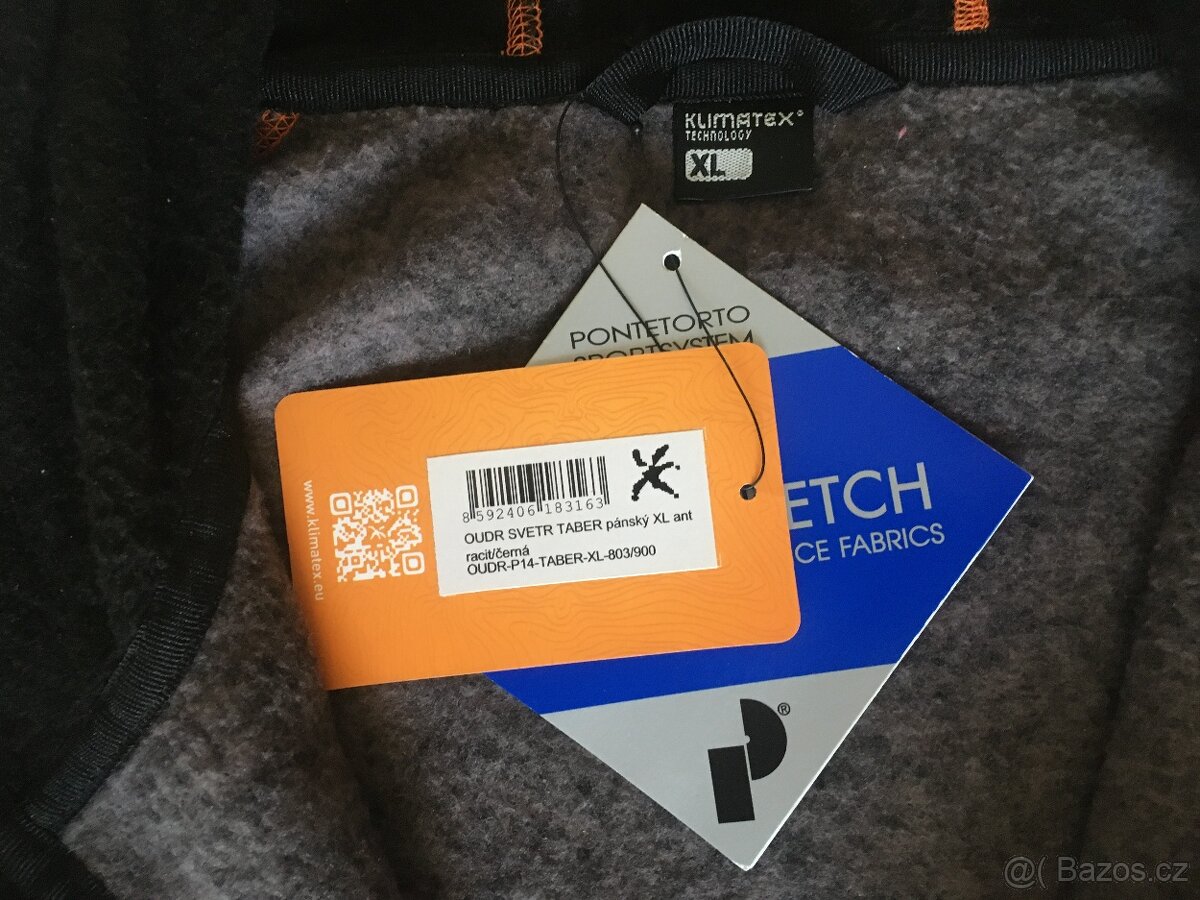 KLIMATEX®
TECHNOLOGY
XL
PONTETORTO
SPORTSYSTEM
ETCH
CE FABRICS
www.klimatex.eu
8 592406 183163
OUDR SVETR TABER pánský XL ant
racit/černá
OUDR-P14-TABER-XL-803/900
®
@( Bazos.cz